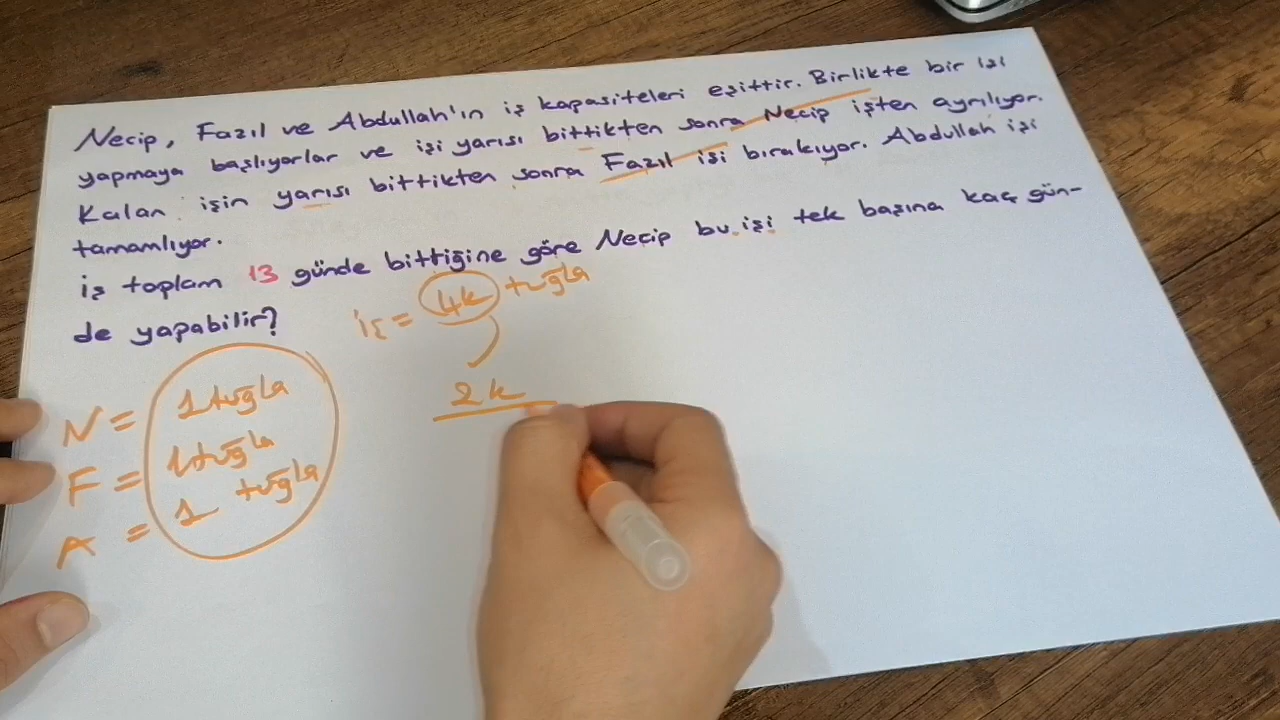 Necip, Fazıl ve Abdullah'ın iş kapasiteleri eşittir. Birlikte bir işi
yapmaya başlıyorlar ve işi yarısı bittikten sonra Necip işten ayrılıyor.
Kalan işin yarısı bittikten sonra Fazıl işi bırakıyor. Abdullah işi
tamamlıyor.
İş toplam 13 günde bittiğine göre Necip bu işi tek başına kaç gün-
de yapabilir?
iş = 4k tuğla
2k
N = 1 tuğla
F = 1 tuğla
A = 1 tuğla